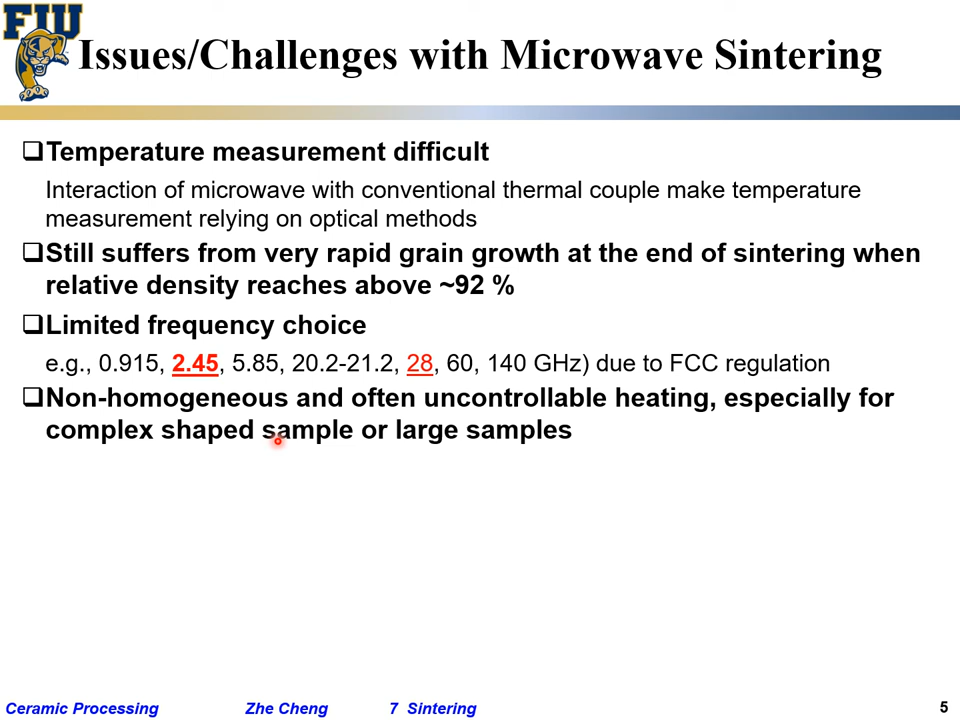 FIU
Issues/Challenges with Microwave Sintering
Temperature measurement difficult
Interaction of microwave with conventional thermal couple make temperature
measurement relying on optical methods
Still suffers from very rapid grain growth at the end of sintering when
relative density reaches above ~92 %
Limited frequency choice
e.g., 0.915, 2.45, 5.85, 20.2-21.2, 28, 60, 140 GHz) due to FCC regulation
Non-homogeneous and often uncontrollable heating, especially for
complex shaped sample or large samples
Ceramic Processing Zhe Cheng 7 Sintering 5